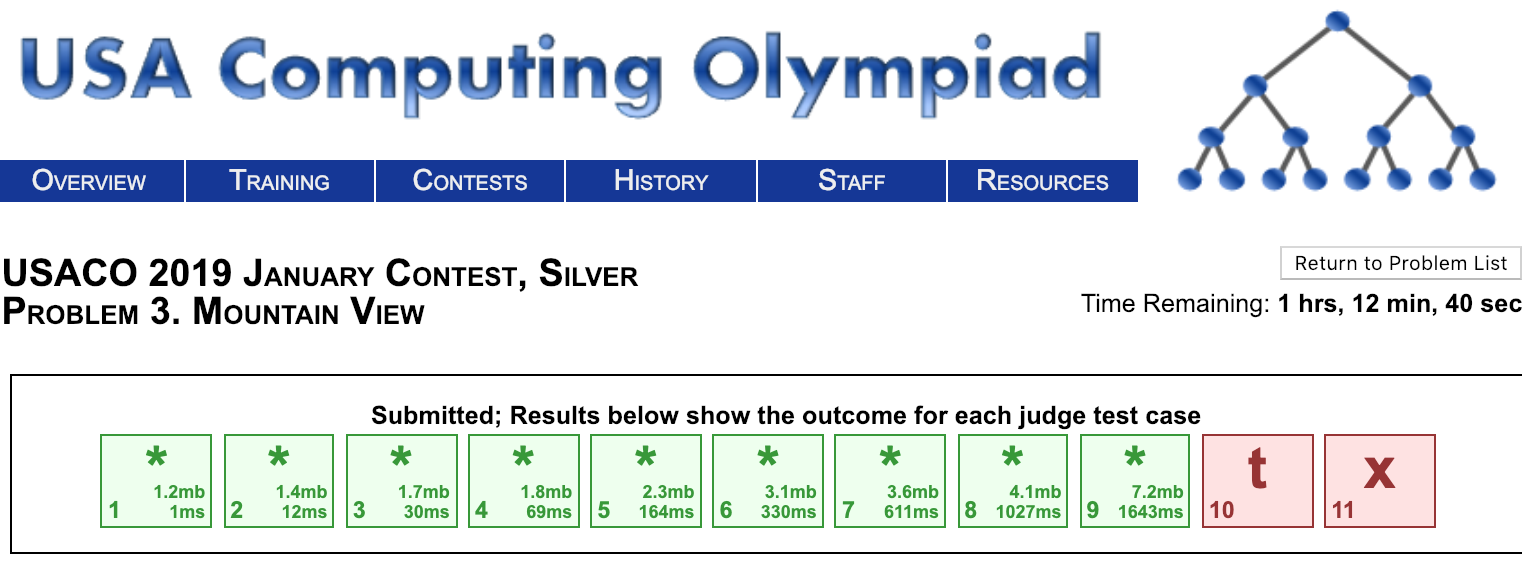 USA Computing Olympiad
OVERVIEW TRAINING CONTESTS HISTORY STAFF RESOURCES
USACO 2019 JANUARY CONTEST, SILVER
PROBLEM 3. MOUNTAIN VIEW
Return to Problem List
Time Remaining: 1 hrs, 12 min, 40 sec
Submitted; Results below show the outcome for each judge test case
* * * * * * * * * t x
1.2mb 1.4mb 1.7mb 1.8mb 2.3mb 3.1mb 3.6mb 4.1mb 7.2mb
1 1ms 2 12ms 3 30ms 4 69ms 5 164ms 6 330ms 7 611ms 8 1027ms 9 1643ms 10 11